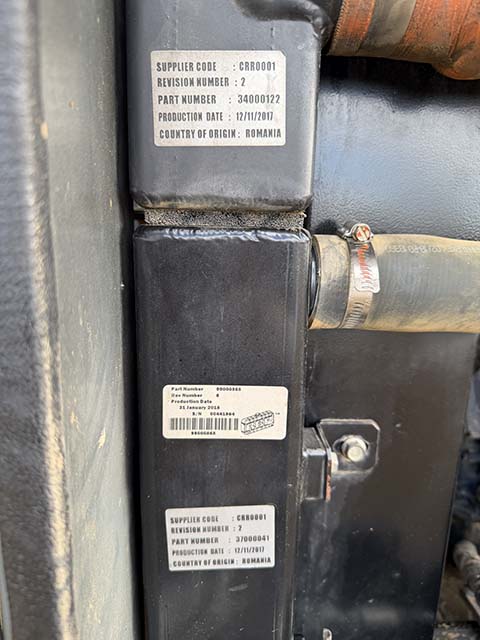 SUPPLIER CODE : CRR0001
REVISION NUMBER : 2
PART NUMBER : 34000122
PRODUCTION DATE : 12/11/2017
COUNTRY OF ORIGIN : ROMANIA
Part Number
Rev Number 6
Production Date
31 January 2018
S/N 00441964
SUPPLIER CODE : CRR0001
REVISION NUMBER : 2
PART NUMBER : 37000041
PRODUCTION DATE : 12/11/2017
COUNTRY OF ORIGIN : ROMANIA